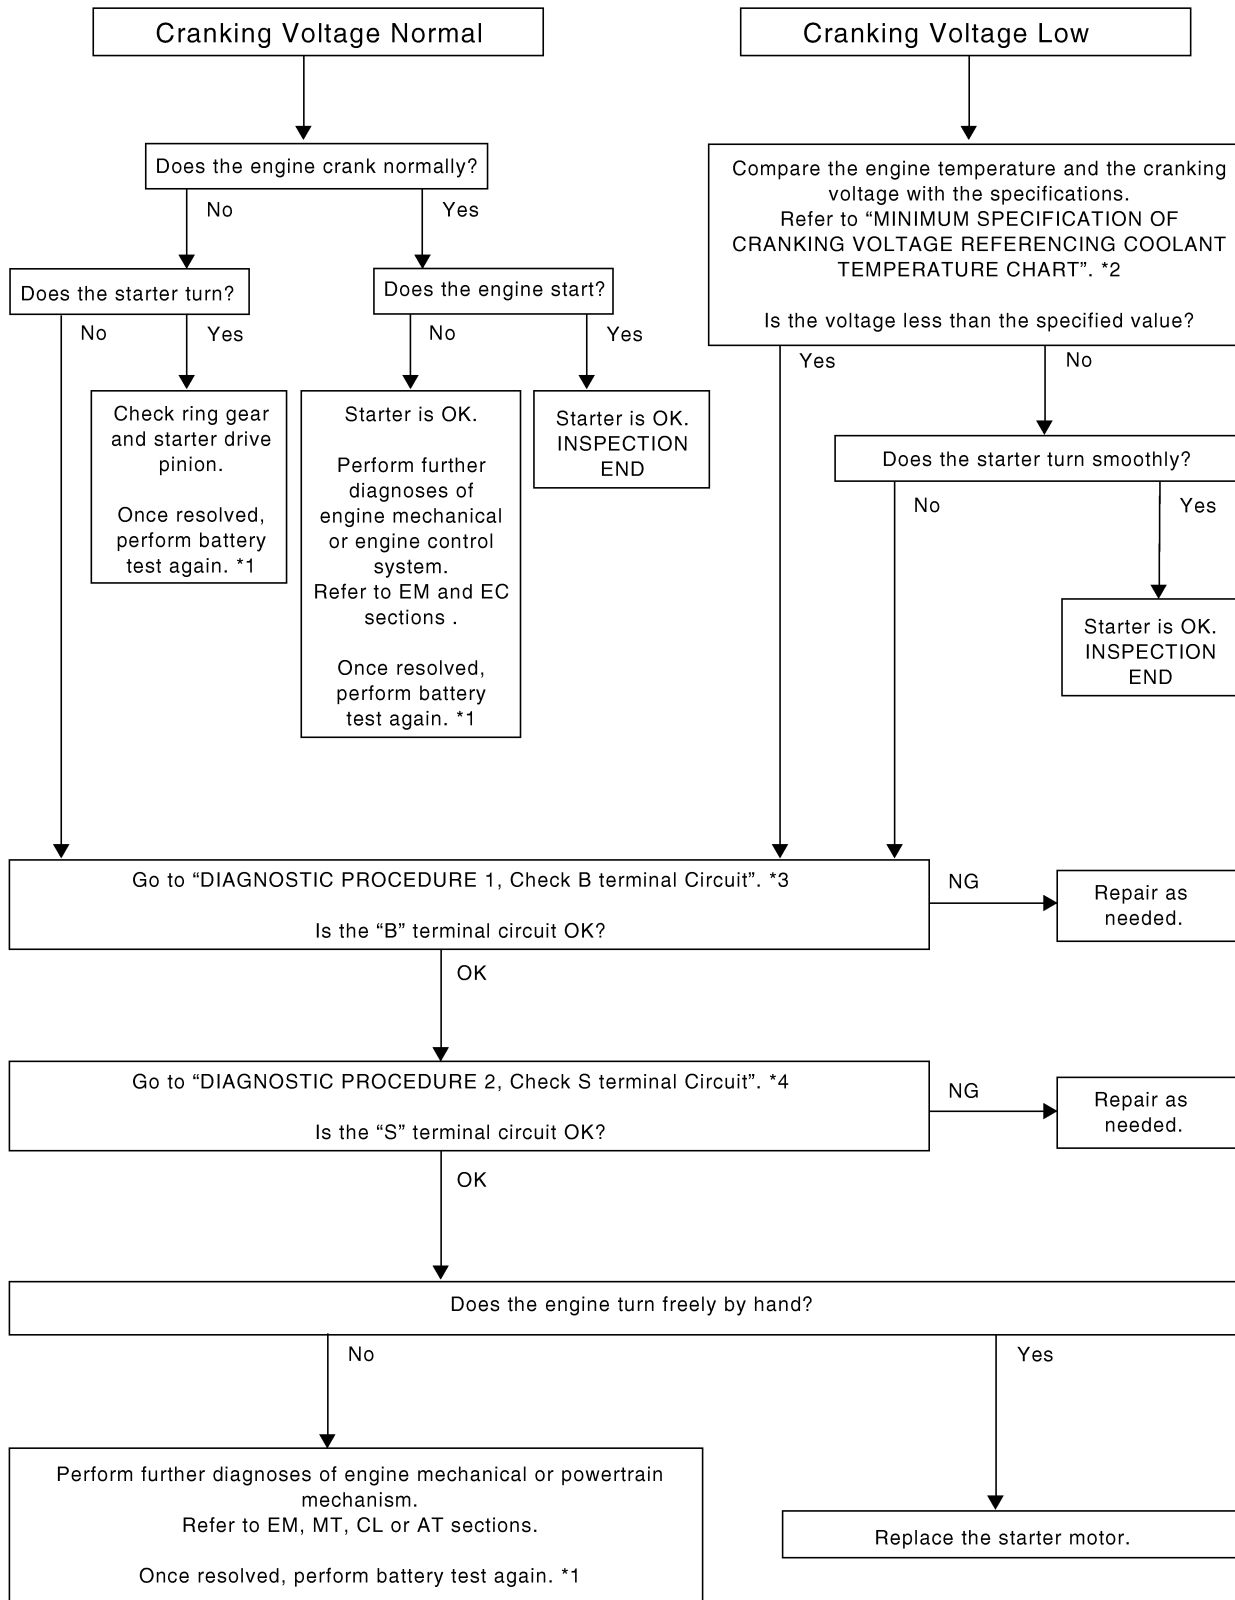 Cranking Voltage Normal
Cranking Voltage Low
Does the engine crank normally?
No
Yes
Does the starter turn?
No
Yes
Does the engine start?
No
Yes
Check ring gear
and starter drive
pinion.
Once resolved,
perform battery
test again. *1
Starter is OK.
Perform further
diagnoses of
engine mechanical
or engine control
system.
Refer to EM and EC
sections .
Once resolved,
perform battery
test again. *1
Starter is OK.
INSPECTION
END
Compare the engine temperature and the cranking
voltage with the specifications.
Refer to “MINIMUM SPECIFICATION OF
CRANKING VOLTAGE REFERENCING COOLANT
TEMPERATURE CHART”. *2
Is the voltage less than the specified value?
Yes
No
Does the starter turn smoothly?
No
Yes
Starter is OK.
INSPECTION
END
Go to “DIAGNOSTIC PROCEDURE 1, Check B terminal Circuit”. *3
Is the “B” terminal circuit OK?
NG
Repair as
needed.
OK
Go to “DIAGNOSTIC PROCEDURE 2, Check S terminal Circuit”. *4
Is the “S” terminal circuit OK?
NG
Repair as
needed.
OK
Does the engine turn freely by hand?
No
Yes
Perform further diagnoses of engine mechanical or powertrain
mechanism.
Refer to EM, MT, CL or AT sections.
Once resolved, perform battery test again. *1
Replace the starter motor.